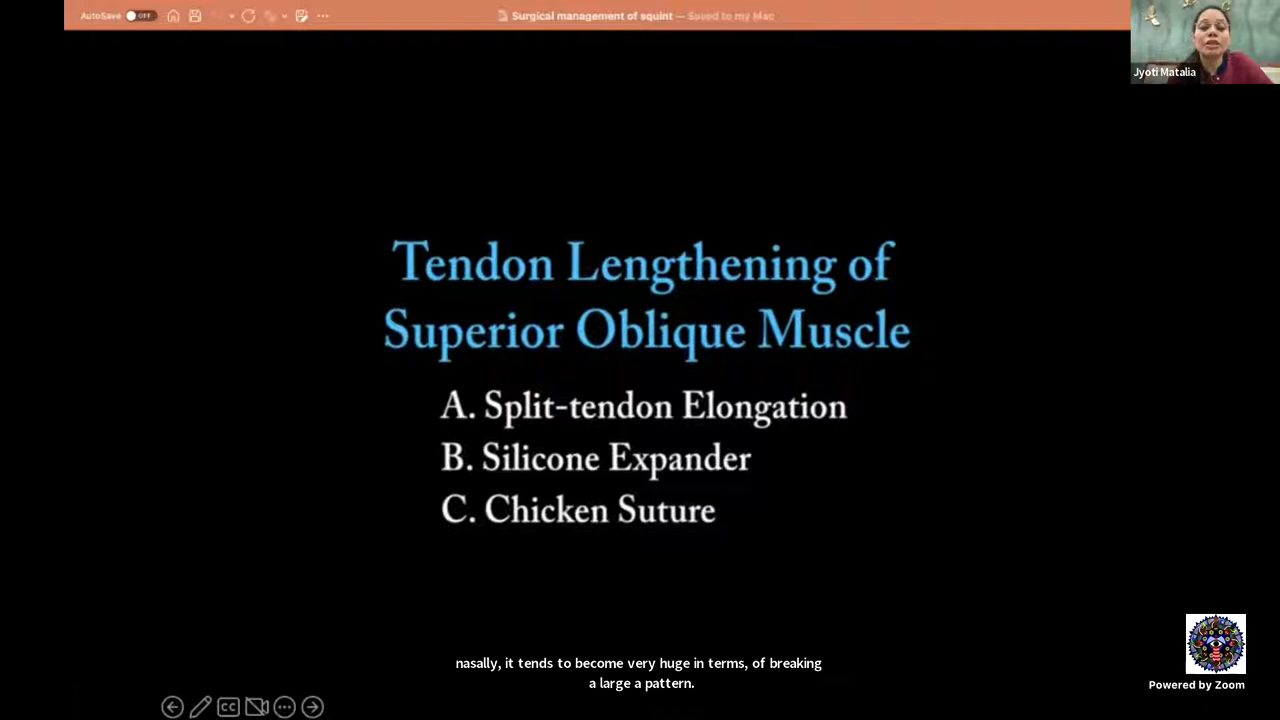 AutoSave OFF
Surgical management of squint — Saved to my Mac
Jyoti Matalia
Tendon Lengthening of
Superior Oblique Muscle
A. Split-tendon Elongation
B. Silicone Expander
C. Chicken Suture
nasally, it tends to become very huge in terms, of breaking
a large a pattern.
CC
Powered by Zoom